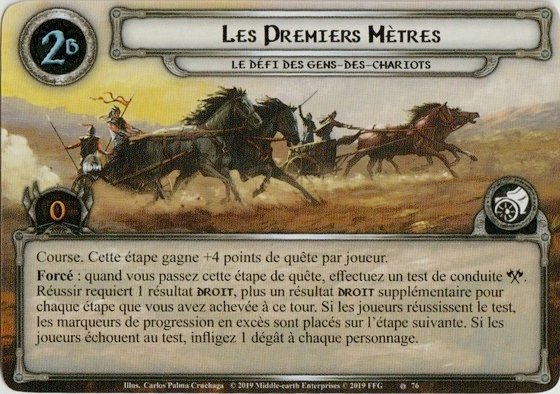 2B
Les Premiers Mètres
Le Défi des Gens-des-Chariots
0
Course. Cette étape gagne +4 points de quête par joueur.
Forcé : quand vous passez cette étape de quête, effectuez un test de conduite .
Réussir requiert 1 résultat DROIT, plus un résultat DROIT supplémentaire pour
chaque étape que vous avez achevée à ce tour. Si les joueurs réussissent le test,
les marqueurs de progression en excès sont placés sur l'étape suivante. Si les
joueurs échouent au test, infligez 1 dégât à chaque personnage.
Illus. Carlos Palma Cruchaga © 2019 Middle-earth Enterprises © 2019 FFG 76